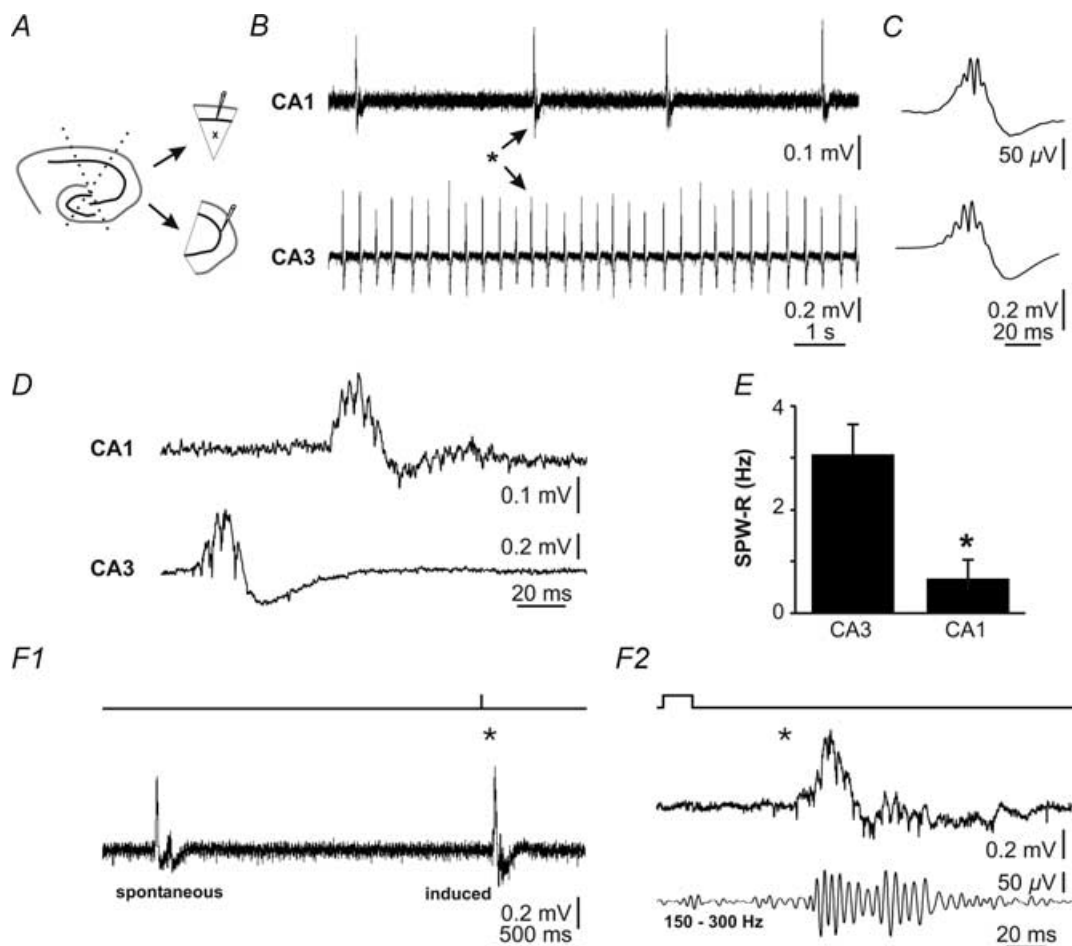 A
x
B
CA1
*
0.1 mV
CA3
0.2 mV
1 s
C
50 µV
0.2 mV
20 ms
D
CA1
0.1 mV
CA3
0.2 mV
20 ms
E
SPW-R (Hz)
4
2
0
*
CA3
CA1
F1
*
spontaneous
induced
0.2 mV
500 ms
F2
*
0.2 mV
50 µV
150 - 300 Hz
20 ms